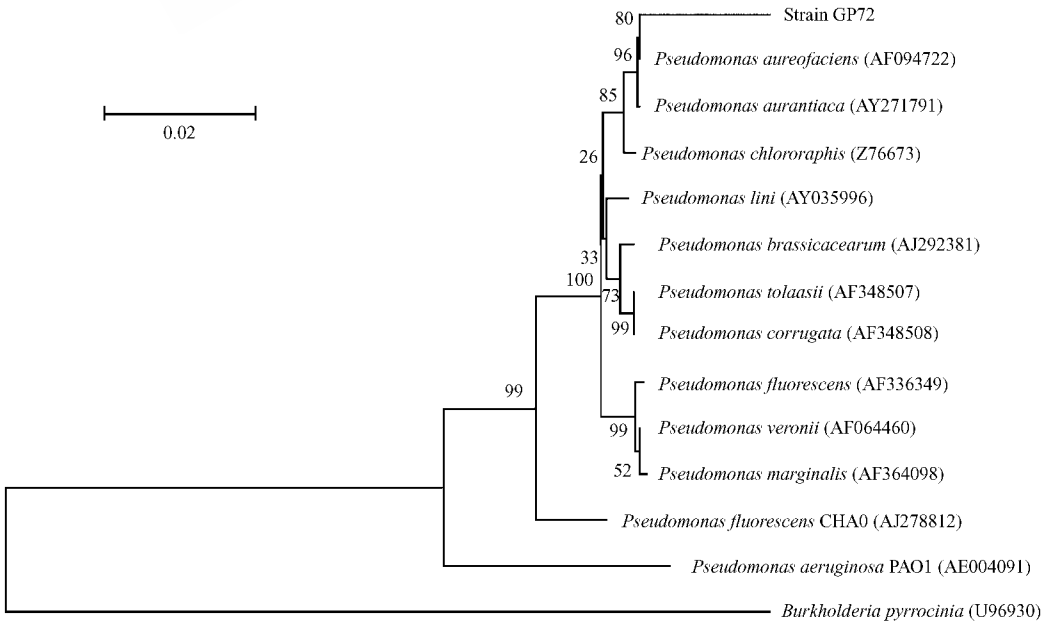 80
Strain GP72
96
Pseudomonas aureofaciens (AF094722)
85
Pseudomonas aurantiaca (AY271791)
0.02
26
Pseudomonas chlororaphis (Z76673)
Pseudomonas lini (AY035996)
33
Pseudomonas brassicacearum (AJ292381)
100
73
Pseudomonas tolaasii (AF348507)
99
Pseudomonas corrugata (AF348508)
99
Pseudomonas fluorescens (AF336349)
99
Pseudomonas veronii (AF064460)
52
Pseudomonas marginalis (AF364098)
Pseudomonas fluorescens CHA0 (AJ278812)
Pseudomonas aeruginosa PAO1 (AE004091)
Burkholderia pyrrocinia (U96930)